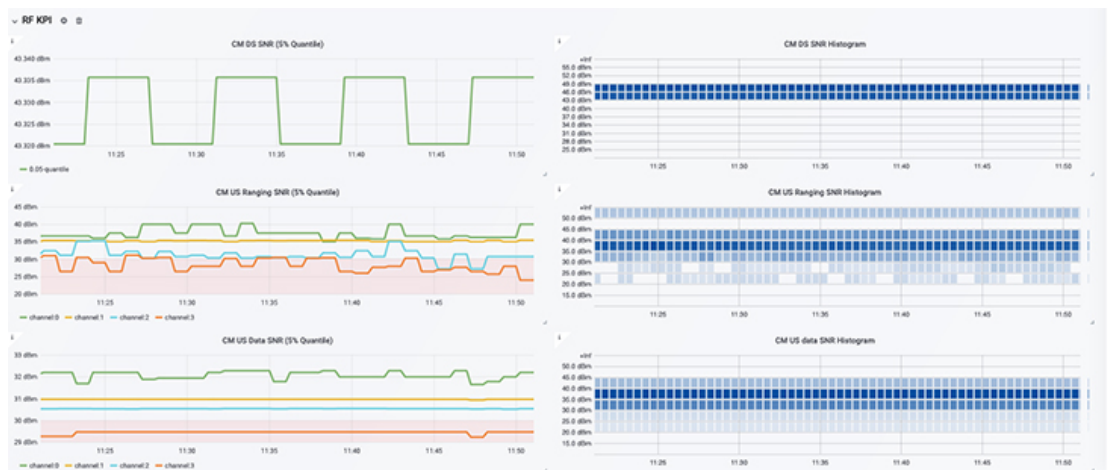 RF KPI
CM DS SNR (5% Quantile)
43.340 dBm
43.335 dBm
43.330 dBm
43.325 dBm
43.320 dBm
11:25 11:30 11:35 11:40 11:45 11:50
0.05-quantile
CM DS SNR Histogram
+Inf
55.0 dBm
52.0 dBm
49.0 dBm
46.0 dBm
43.0 dBm
40.0 dBm
37.0 dBm
34.0 dBm
31.0 dBm
28.0 dBm
25.0 dBm
11:25 11:30 11:35 11:40 11:45 11:50
CM US Ranging SNR (5% Quantile)
45 dBm
40 dBm
35 dBm
30 dBm
25 dBm
20 dBm
11:25 11:30 11:35 11:40 11:45 11:50
channel:0 channel:1 channel:2 channel:3
CM US Ranging SNR Histogram
+Inf
50.0 dBm
45.0 dBm
40.0 dBm
35.0 dBm
30.0 dBm
25.0 dBm
20.0 dBm
15.0 dBm
11:25 11:30 11:35 11:40 11:45 11:50
CM US Data SNR (5% Quantile)
33 dBm
32 dBm
31 dBm
30 dBm
29 dBm
11:25 11:30 11:35 11:40 11:45 11:50
channel:0 channel:1 channel:2 channel:3
CM US data SNR Histogram
+Inf
50.0 dBm
45.0 dBm
40.0 dBm
35.0 dBm
30.0 dBm
25.0 dBm
20.0 dBm
15.0 dBm
11:25 11:30 11:35 11:40 11:45 11:50